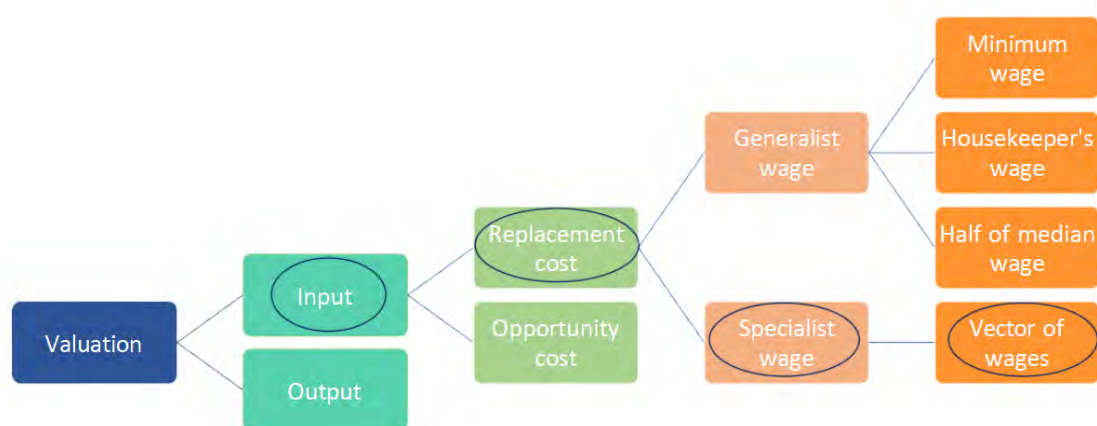 Valuation
Input
Output
Replacement
cost
Opportunity
cost
Generalist
wage
Specialist
wage
Minimum
wage
Housekeeper's
wage
Half of median
wage
Vector of
wages